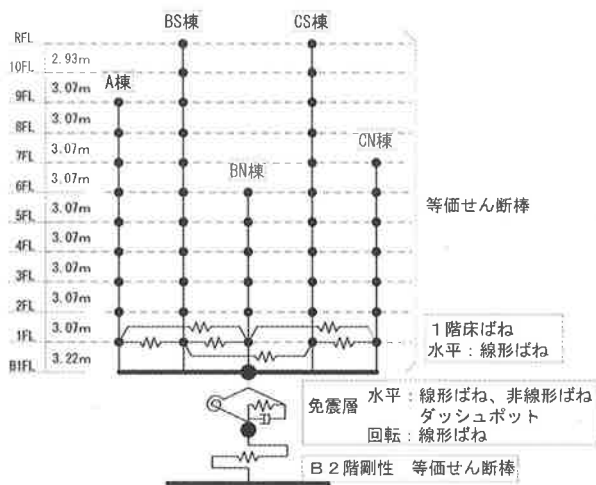 BS棟 CS棟
RFL
2.93m
10FL
3.07m A棟
9FL
3.07m
8FL
3.07m
7FL CN棟
3.07m
6FL BN棟
3.07m
5FL 等価せん断棒
3.07m
4FL
3.07m
3FL
3.07m
2FL
3.07m
1FL
3.22m
B1FL
1階床ばね
水平：線形ばね
免震層 水平：線形ばね、非線形ばね
ダッシュポット
回転：線形ばね
B2階剛性 等価せん断棒